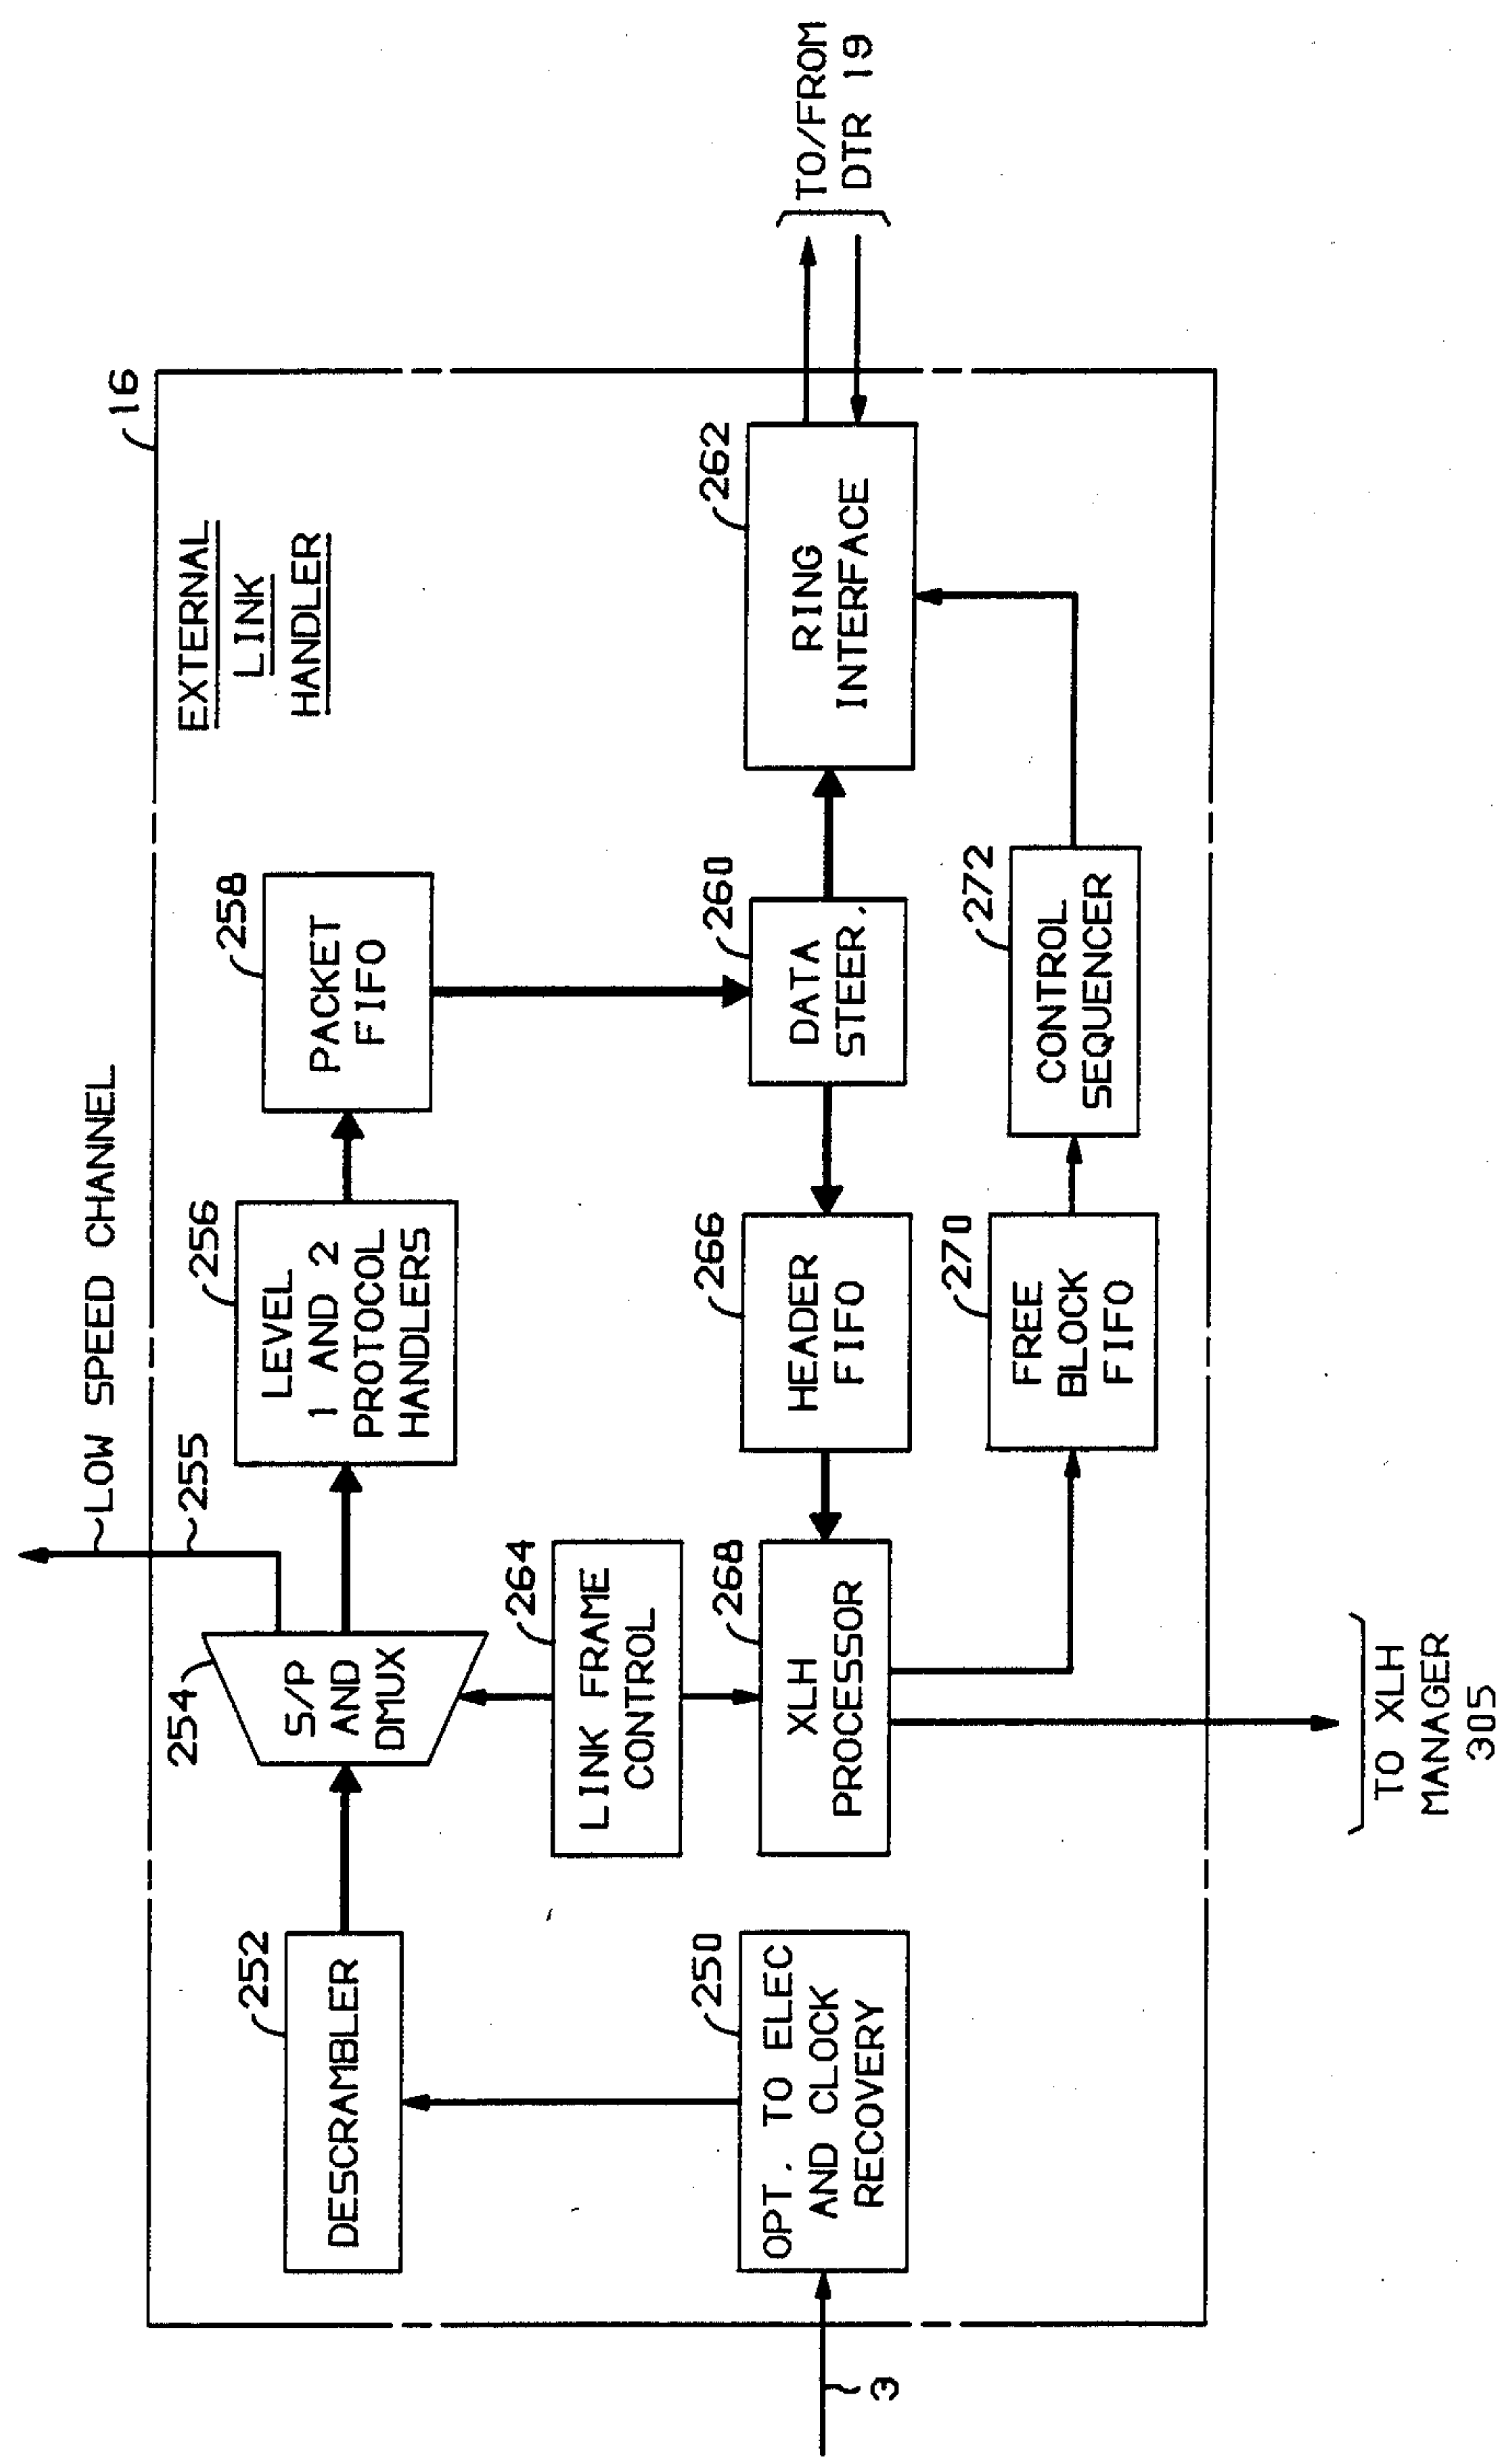 LOW SPEED CHANNEL
255
16
EXTERNAL
LINK
HANDLER
252
DESCRAMBLER
254
S/P
AND
DMUX
256
LEVEL
1 AND 2
PROTOCOL
HANDLERS
258
PACKET
FIFO
264
LINK FRAME
CONTROL
250
OPT. TO ELEC
AND CLOCK
RECOVERY
3
268
XLH
PROCESSOR
266
HEADER
FIFO
260
DATA
STEER.
262
RING
INTERFACE
TO/FROM
DTR 19
270
FREE
BLOCK
FIFO
272
CONTROL
SEQUENCER
TO XLH
MANAGER
305